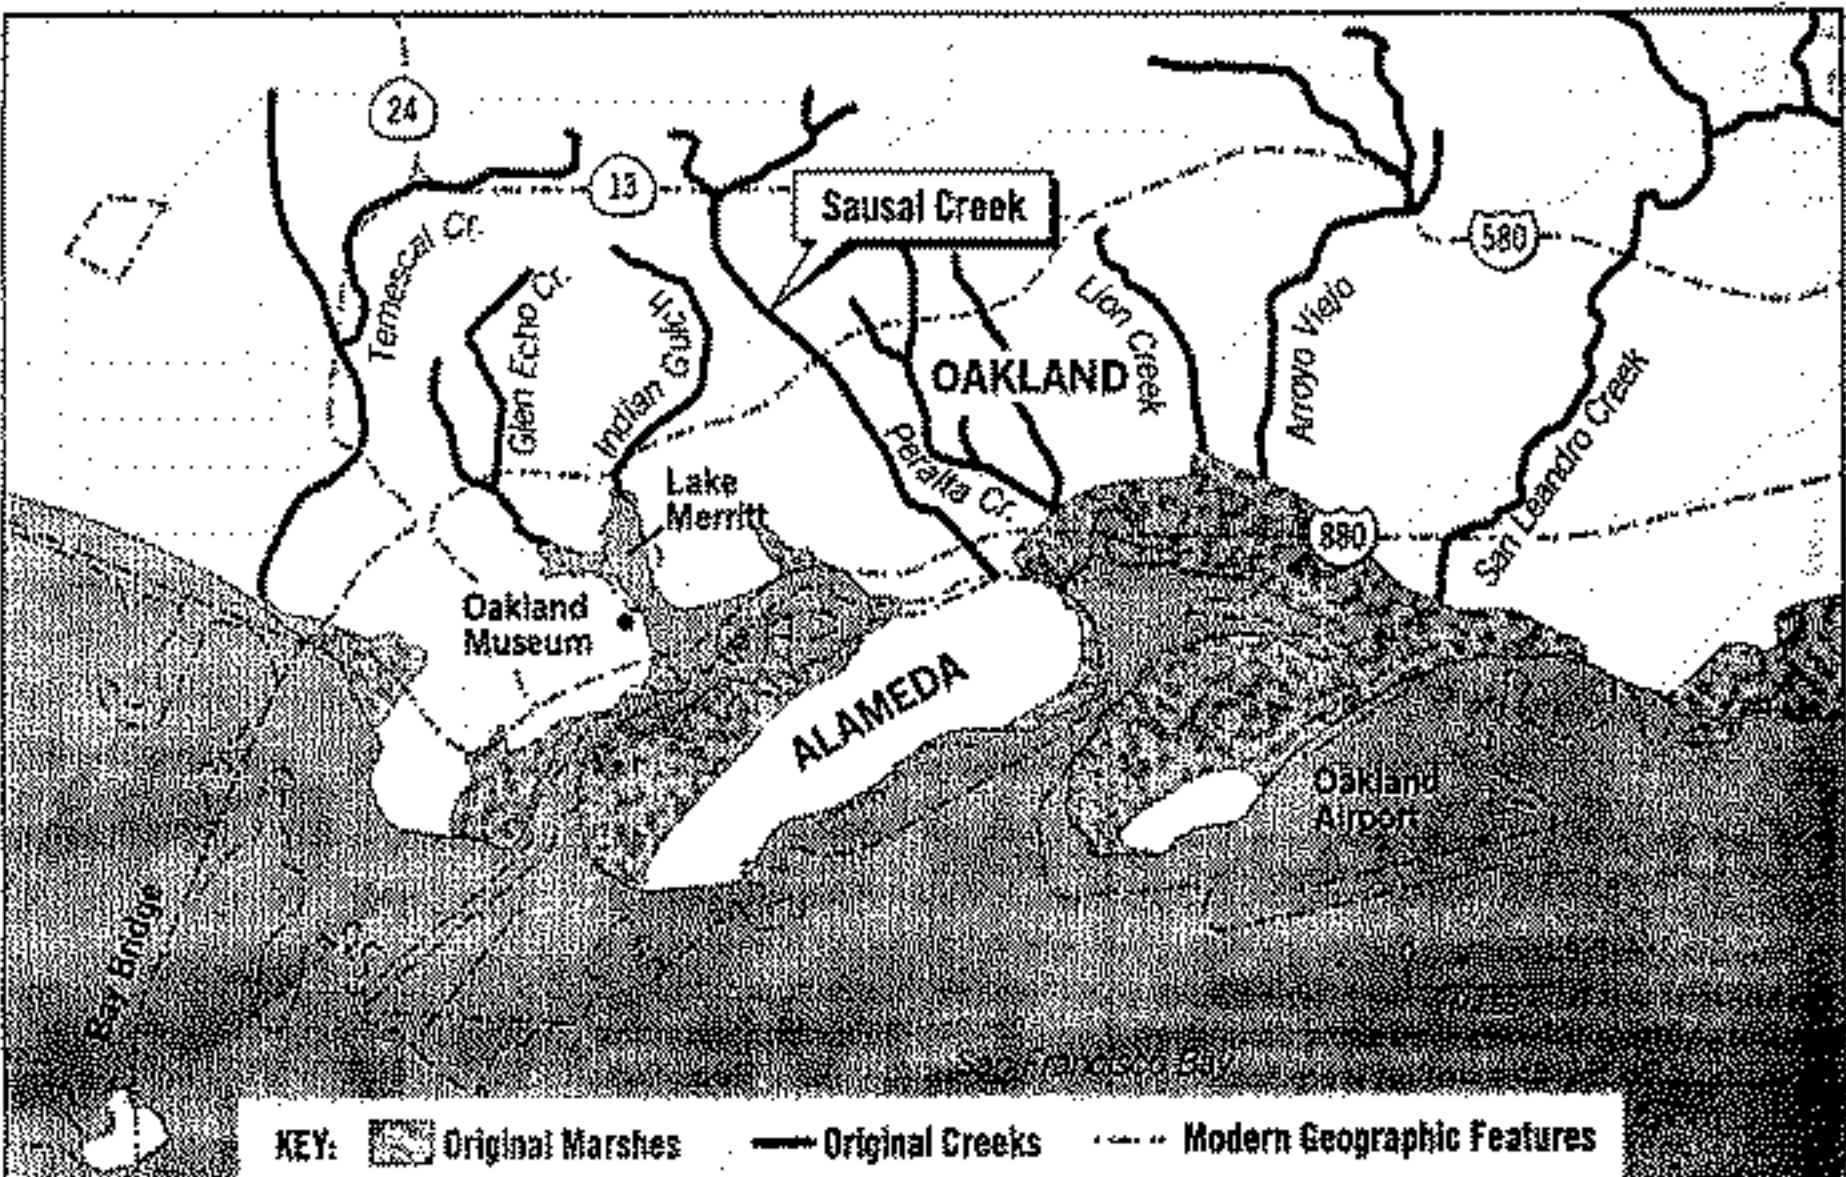 24
13
Sausal Creek
580
Temescal Cr.
Glen Echo Cr.
Indian Gulch
OAKLAND
Lion Creek
Arroyo Viejo
San Leandro Creek
Peralta Cr.
Lake
Merritt
880
Oakland
Museum
ALAMEDA
Oakland
Airport
Bay Bridge
San Francisco Bay
KEY: Original Marshes Original Creeks Modern Geographic Features